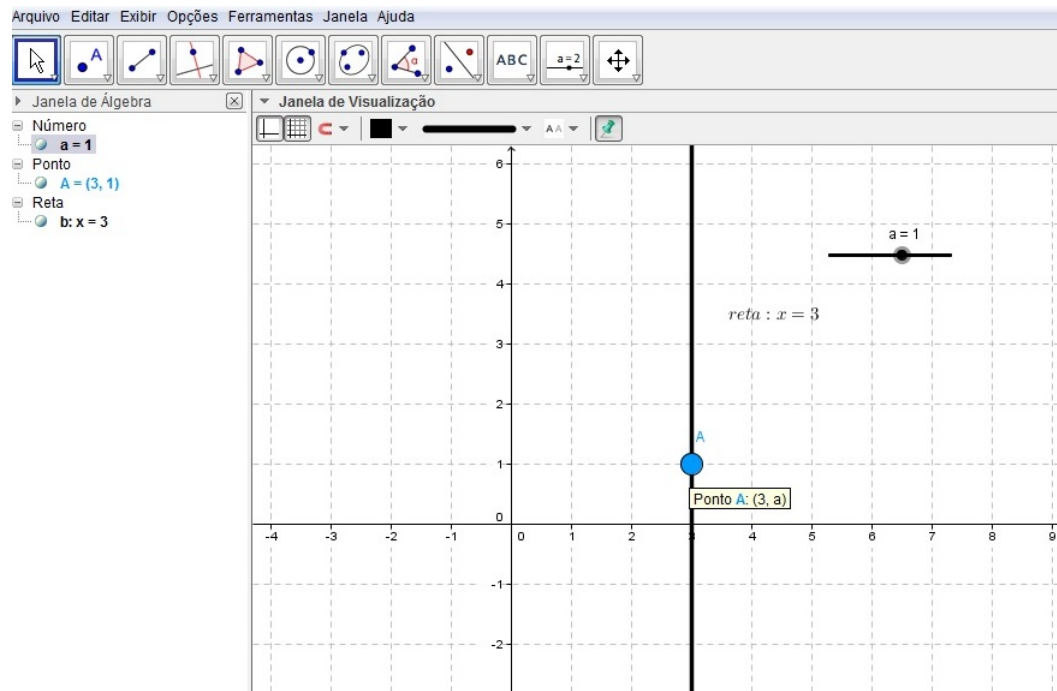 Arquivo Editar Exibir Opções Ferramentas Janela Ajuda
A α ABC a=2
Janela de Álgebra
Janela de Visualização
AA
Número
a = 1
Ponto
A = (3, 1)
Reta
b: x = 3
6
5
a = 1
4
reta : x = 3
3
2
A
1
Ponto A: (3, a)
0
-4 -3 -2 -1 0 1 2 3 4 5 6 7 8 9
-1
-2